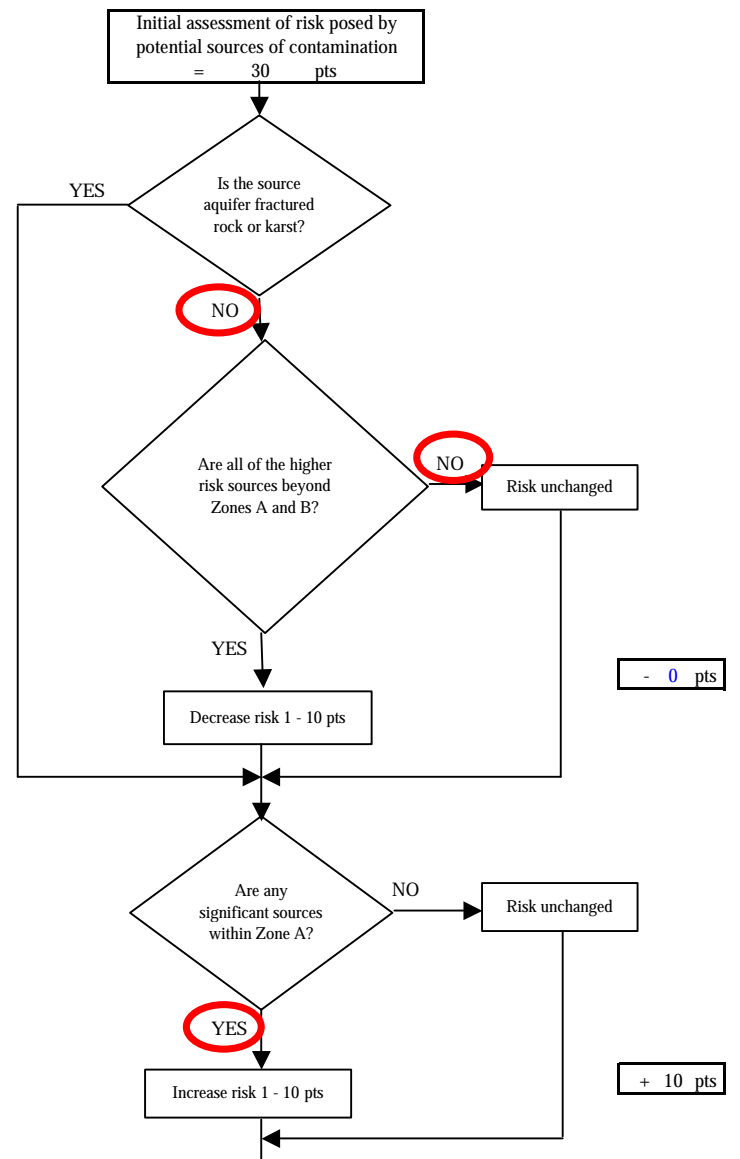 Initial assessment of risk posed by
potential sources of contamination
= 30 pts
YES
Is the source
aquifer fractured
rock or karst?
NO
Are all of the higher
risk sources beyond
Zones A and B?
NO
Risk unchanged
YES
- 0 pts
Decrease risk 1 - 10 pts
Are any
significant sources
within Zone A?
NO
Risk unchanged
YES
Increase risk 1 - 10 pts
+ 10 pts